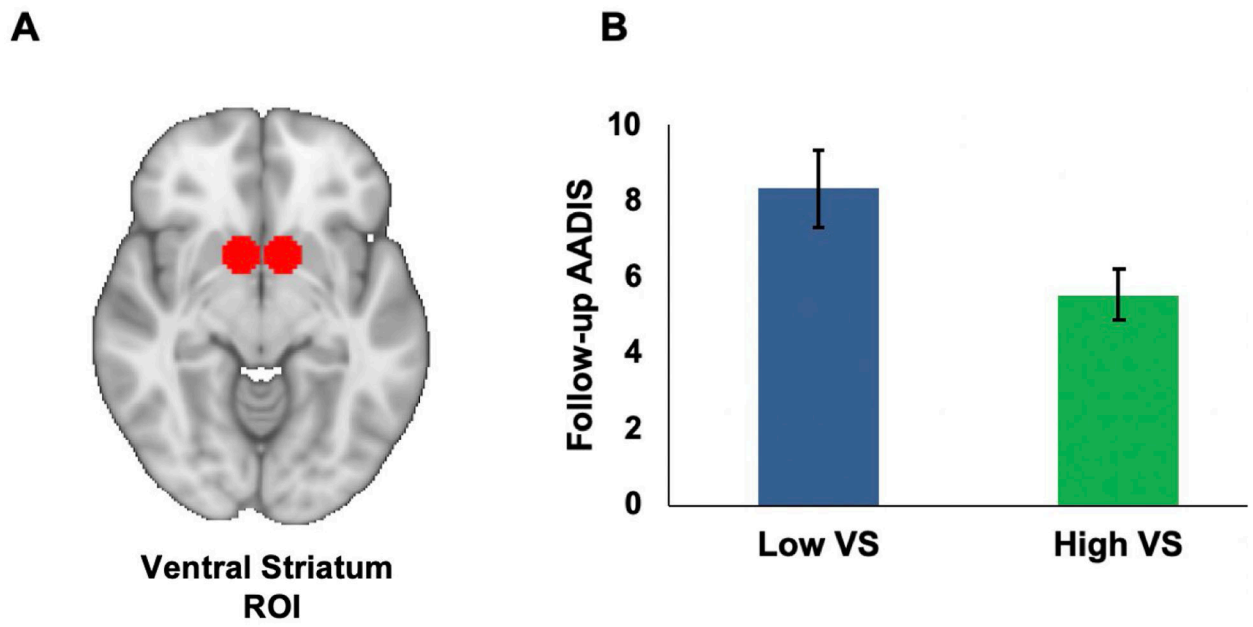 A
B
Ventral Striatum
ROI
Follow-up AADIS
10
8
6
4
2
0
Low VS
High VS